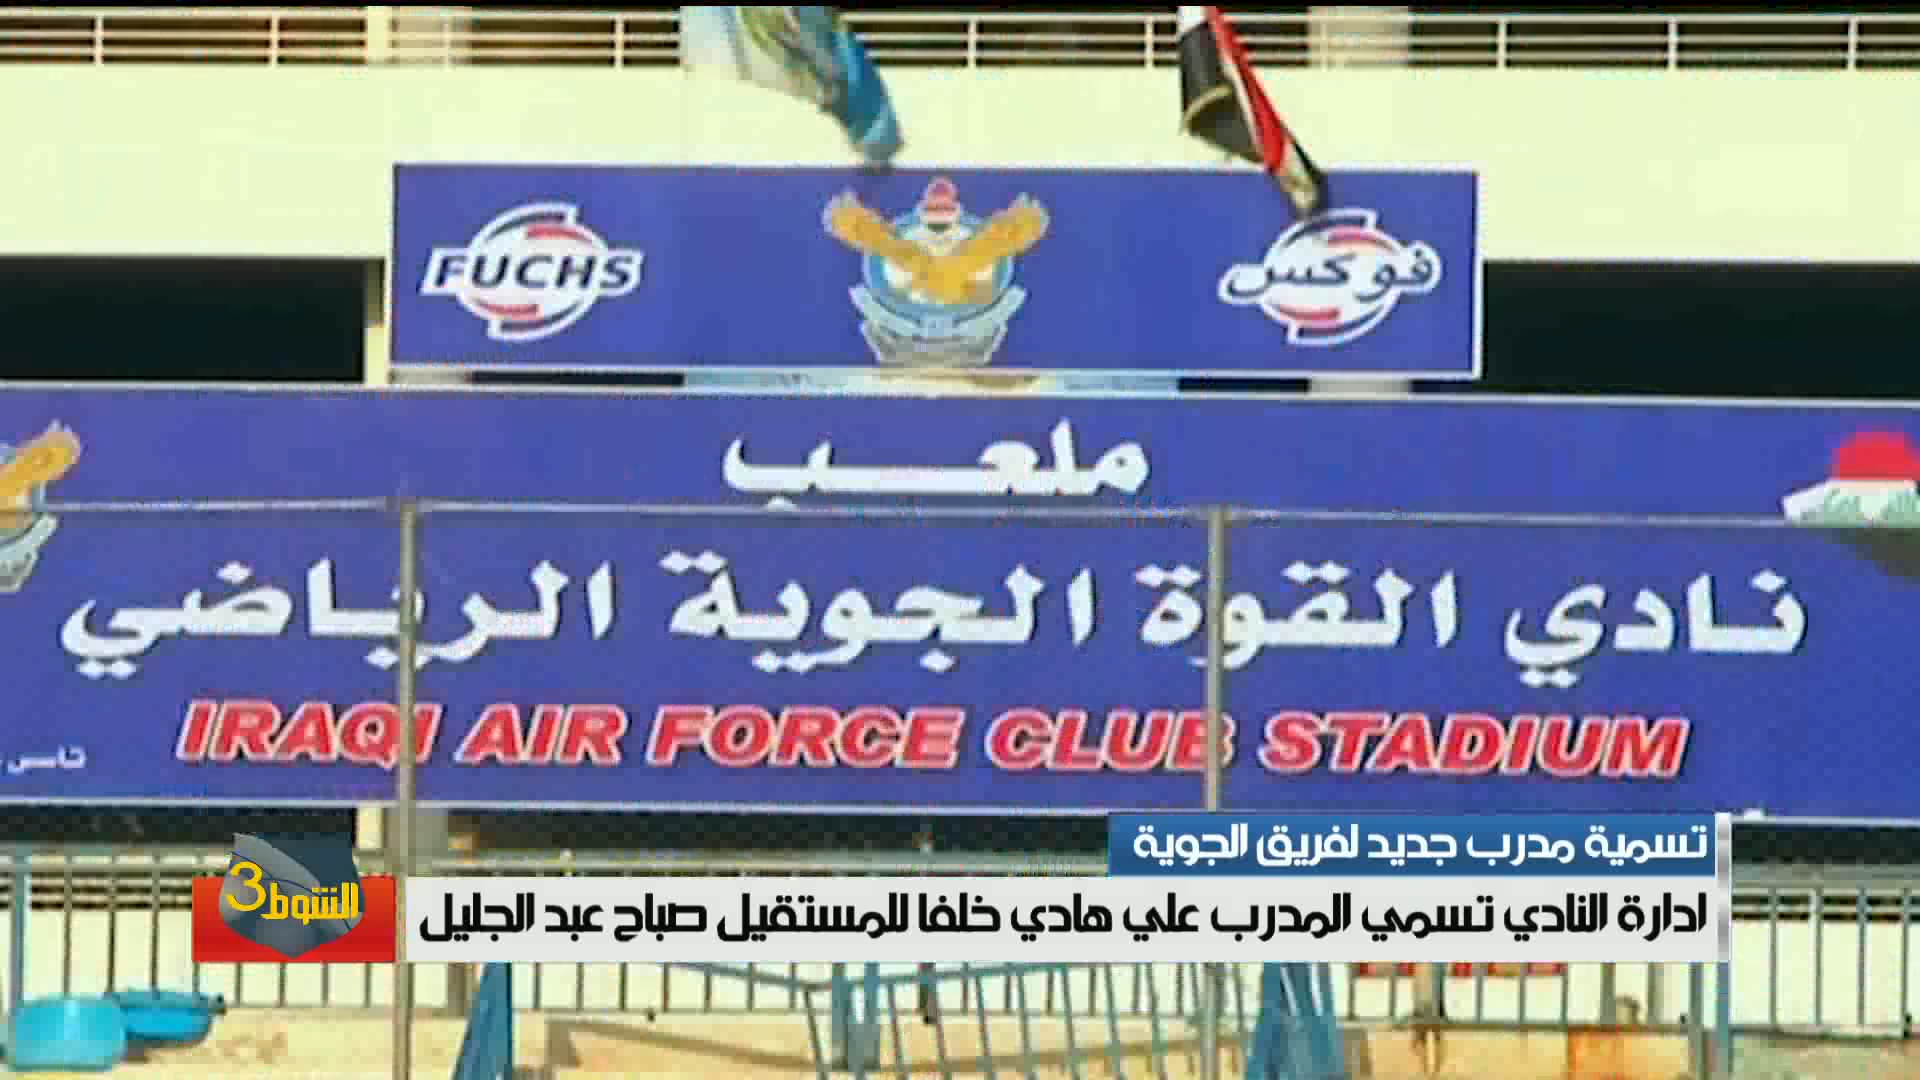 FUCHS
فوكس
ملعب
نادي القوة الجوية الرياضي
IRAQI AIR FORCE CLUB STADIUM
تسمية مدرب جديد لفريق الجوية
ادارة النادي تسمي المدرب علي هادي خلفا للمستقيل صباح عبد الجليل
الشوط 3